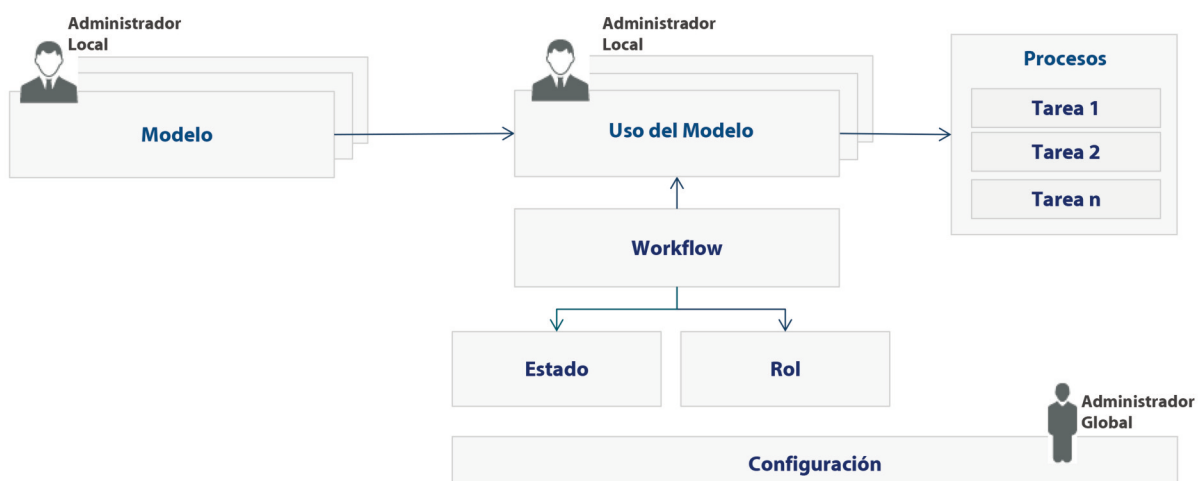 Administrador
Local
Modelo
Administrador
Local
Uso del Modelo
Procesos
Tarea 1
Tarea 2
Tarea n
Workflow
Estado
Rol
Administrador
Global
Configuración